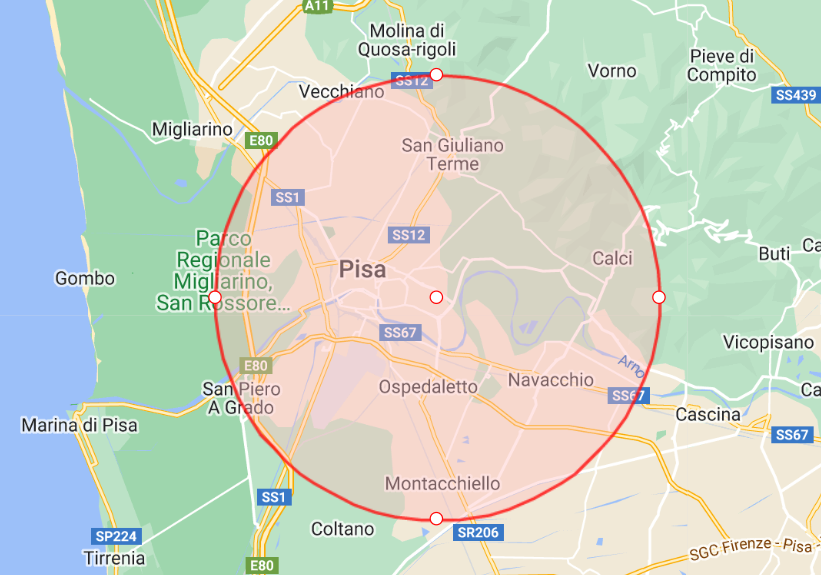 A11
Molina di
Quosa-rigoli
Vorno
Pieve di
Compito
SS12
Vecchiano
SS439
Migliarino
E80
San Giuliano
Terme
SS1
SS12
Parco
Regionale
Migliarino,
San Rossore...
Pisa
Calci
Buti
Ca
Gombo
SS67
Vicopisano
E80
Arno
San Piero
A Grado
Ospedaletto
Navacchio
SS67
Ca
Cascina
Marina di Pisa
SS67
Montacchiello
SS1
SP224
Coltano
SR206
Tirrenia
E80
SGC Firenze - Pisa -